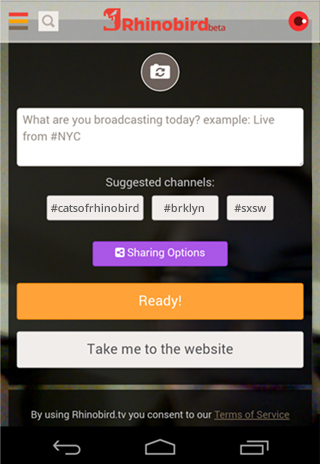 Rhinobird beta
What are you broadcasting today? example: Live
from #NYC
Suggested channels:
#catsofrhinobird #brklyn #sxsw
Sharing Options
Ready!
Take me to the website
By using Rhinobird.tv you consent to our Terms of Service